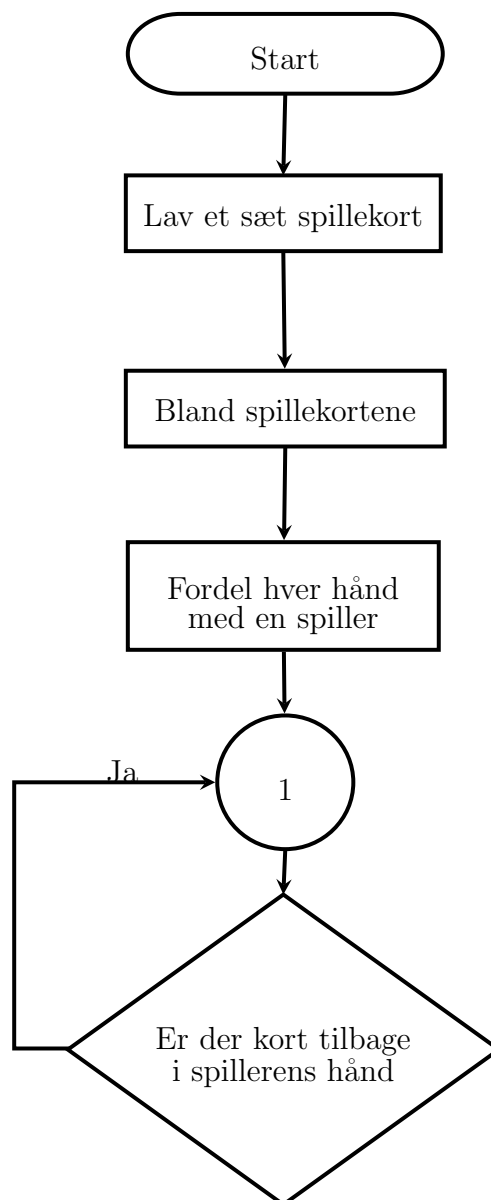 Start
Lav et sæt spillekort
Bland spillekortene
Fordel hver hånd
med en spiller
Ja
1
Er der kort tilbage
i spillerens hånd